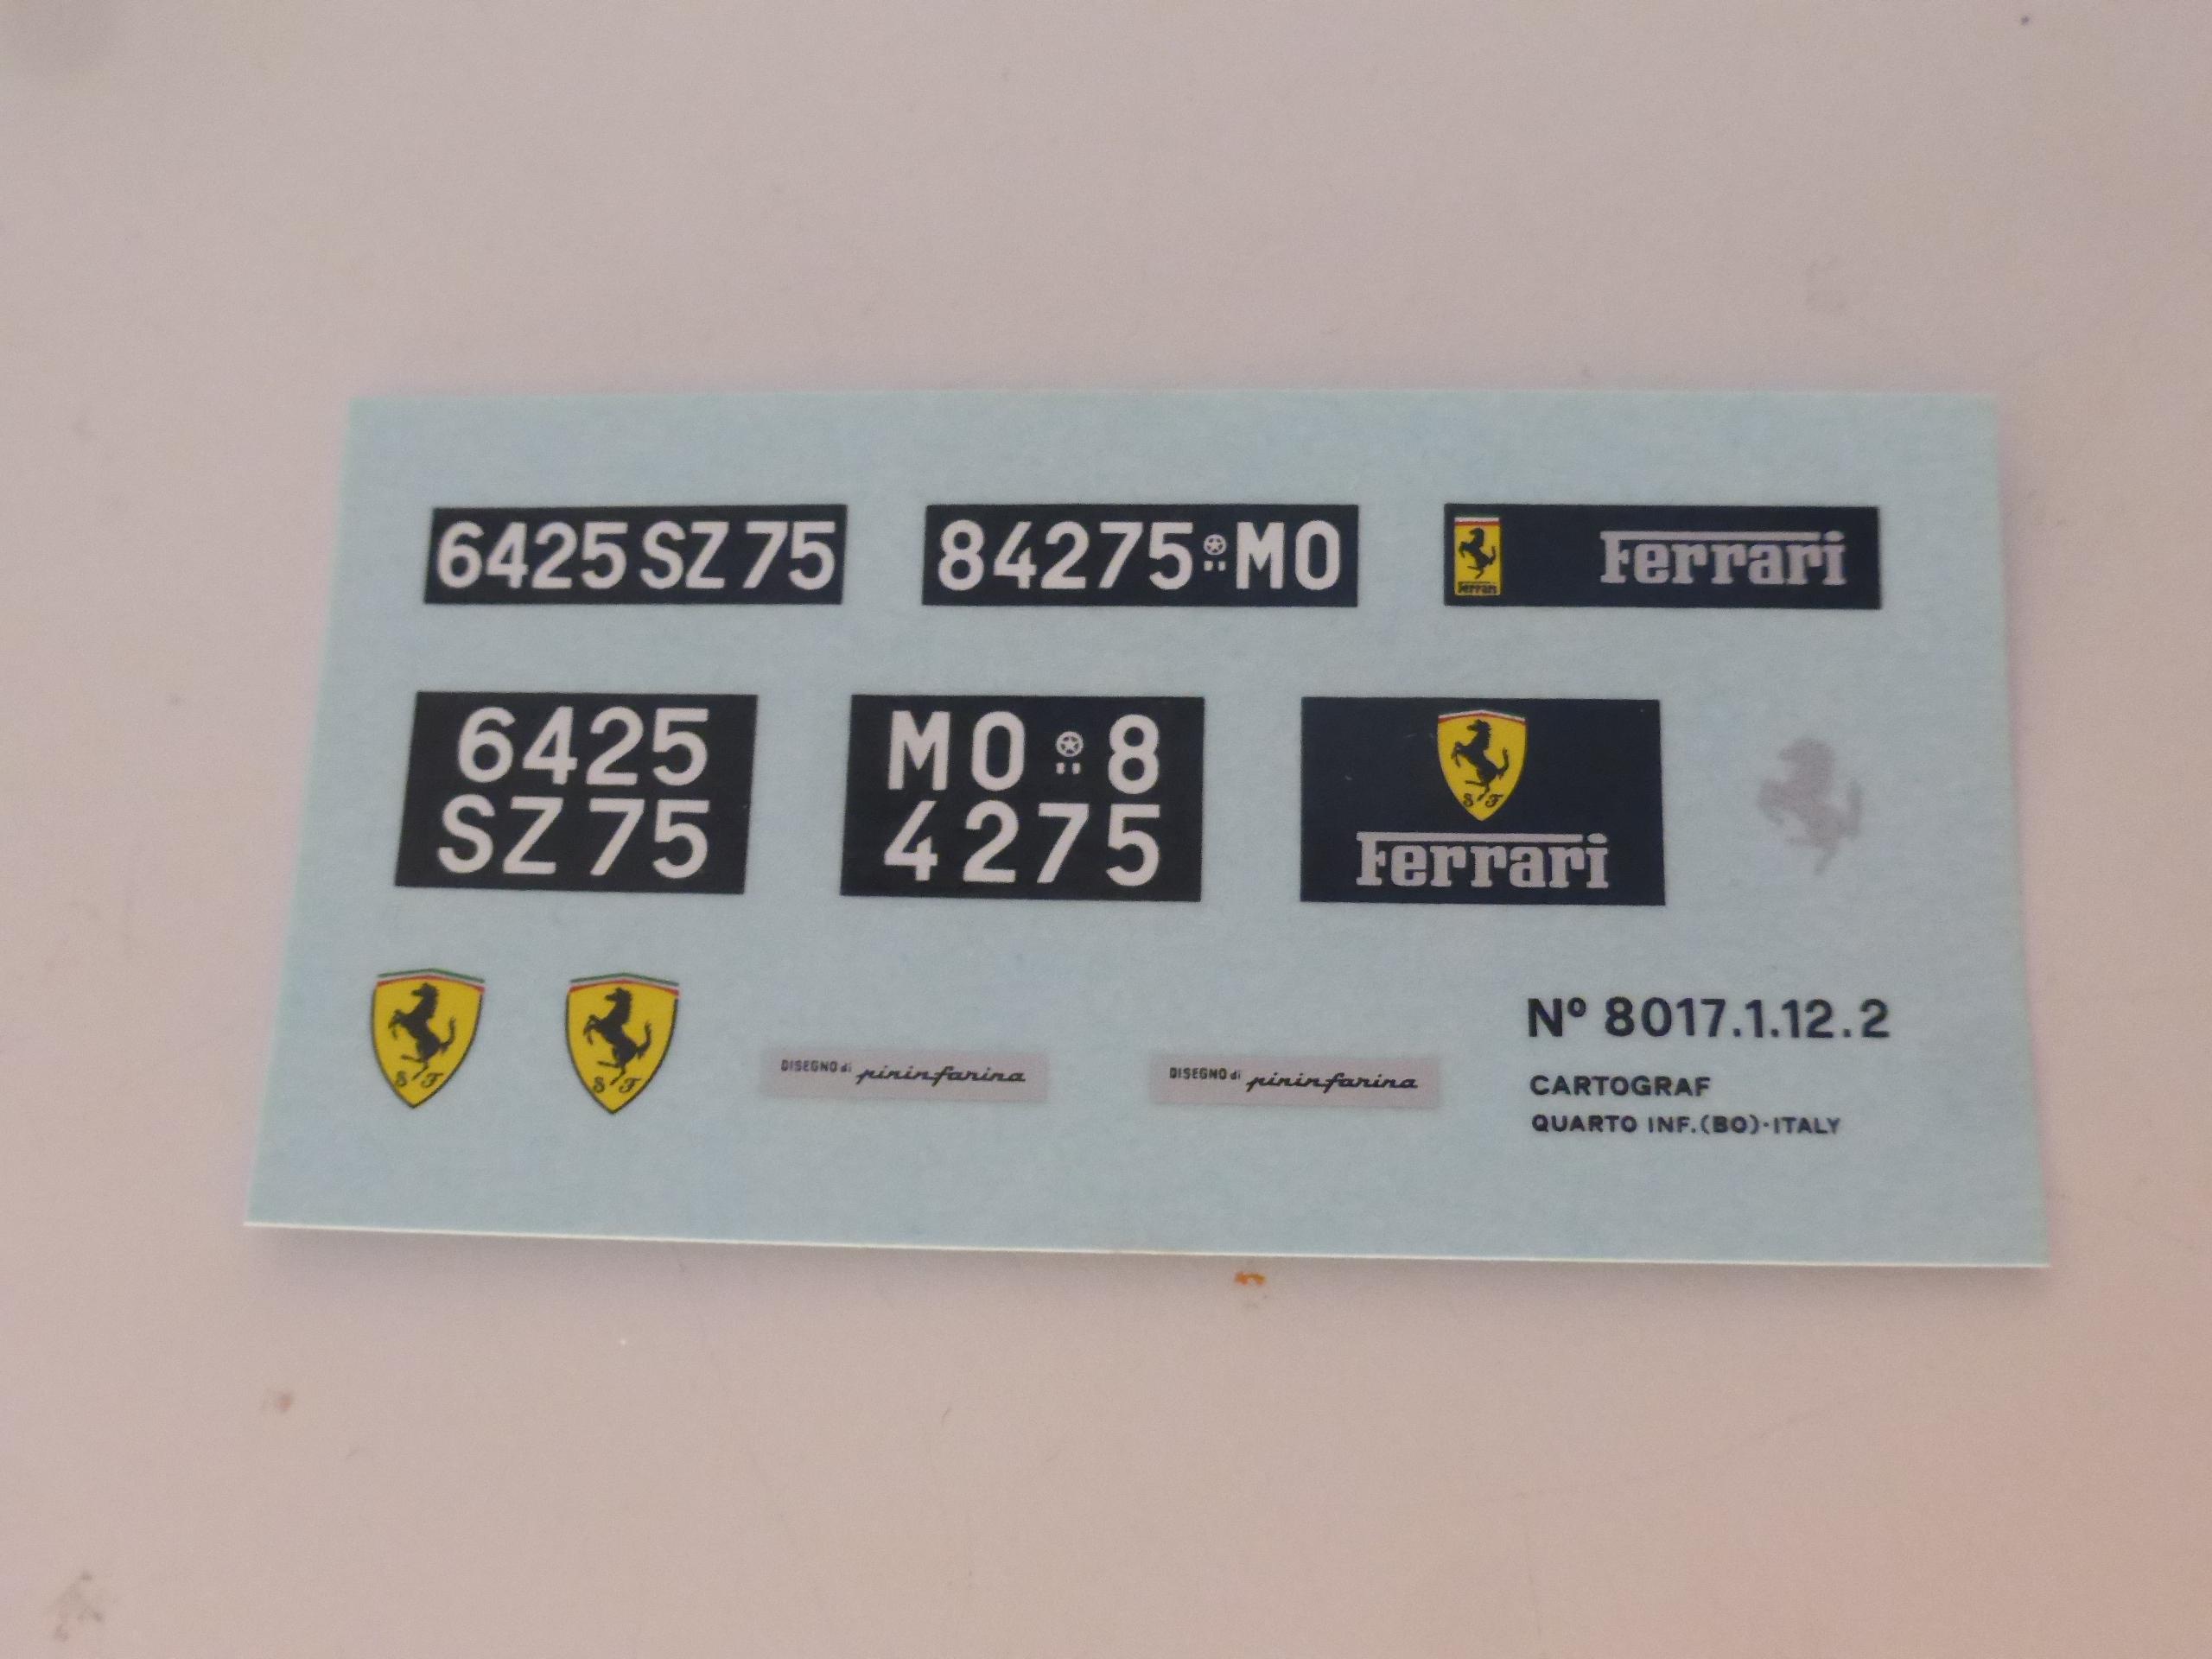 6425 SZ 75
84275 MO
Ferrari
Ferrari
6425
SZ 75
MO 8
4275
S F
Ferrari
S F
S F
DISEGNO di pininfarina
DISEGNO di pininfarina
Nº 8017.1.12.2
CARTOGRAF
QUARTO INF.(BO)-ITALY